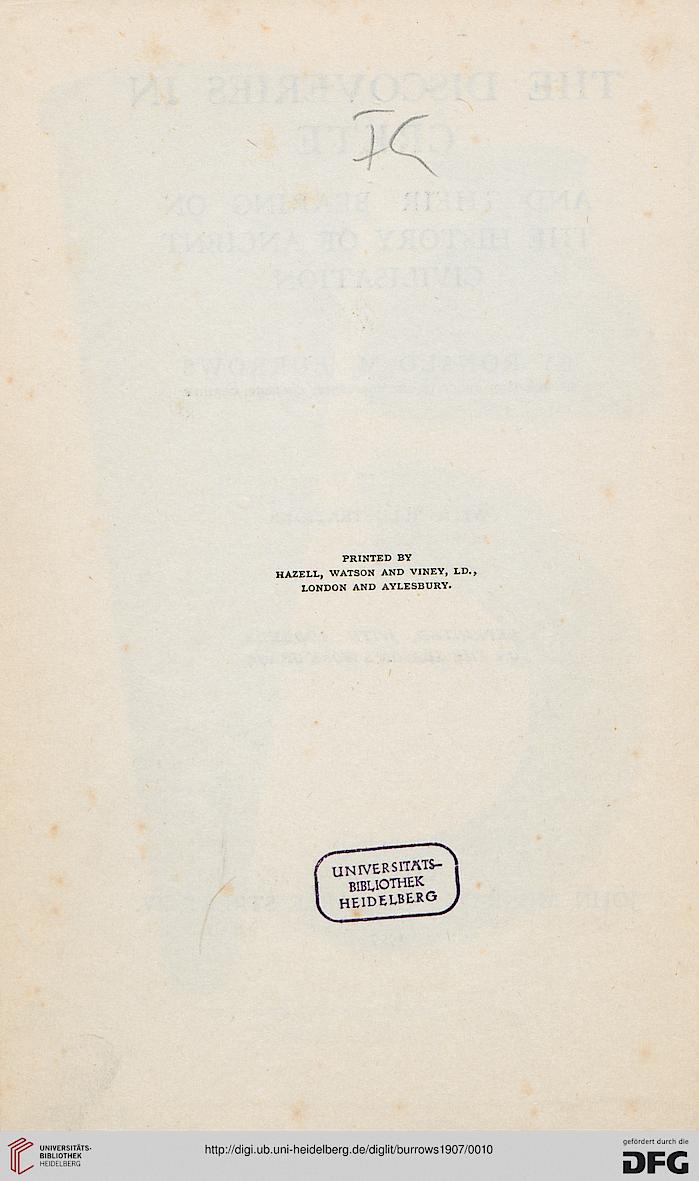 PRINTED BY
HAZELL, WATSON AND VINEY, LD.,
LONDON AND AYLESBURY.
UNIVERSITÄTS-
BIBLIOTHEK
HEIDELBERG
UNIVERSITÄTS-
BIBLIOTHEK
HEIDELBERG
http://digi.ub.uni-heidelberg.de/diglit/burrows1907/0010
gefördert durch die
DFG